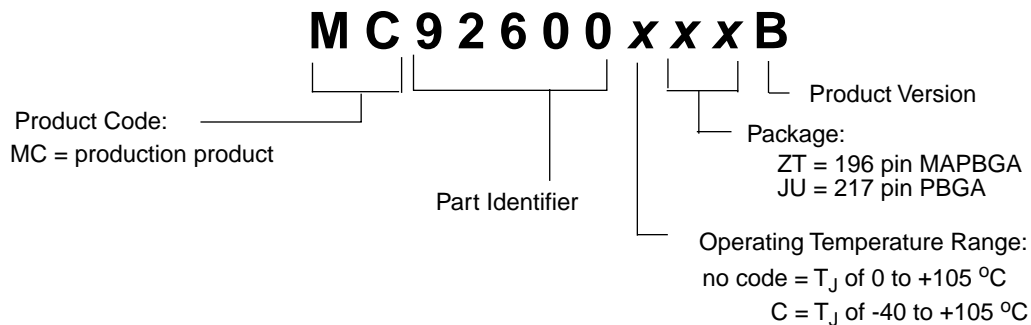 MC92600xxxB
Product Version
Product Code:
MC = production product
Package:
ZT = 196 pin MAPBGA
JU = 217 pin PBGA
Part Identifier
Operating Temperature Range:
no code = TJ of 0 to +105 °C
C = TJ of -40 to +105 °C